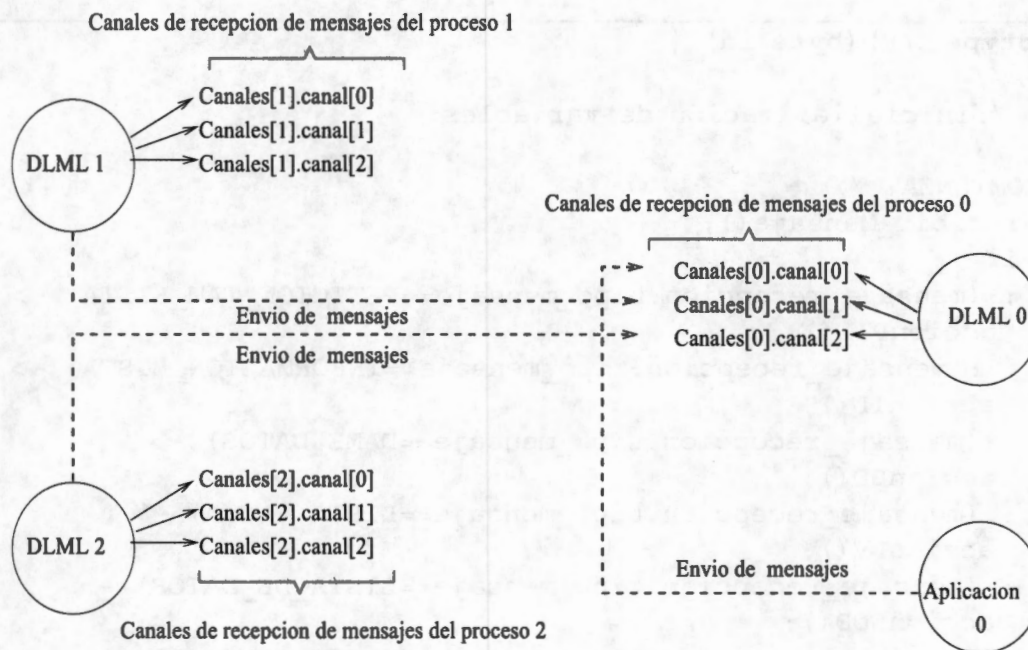 Canales de recepcion de mensajes del proceso 1
Canales[1].canal[0]
Canales[1].canal[1]
Canales[1].canal[2]
DLML 1
Canales de recepcion de mensajes del proceso 0
Canales[0].canal[0]
Canales[0].canal[1]
Canales[0].canal[2]
DLML 0
Envio de mensajes
Envio de mensajes
Canales[2].canal[0]
Canales[2].canal[1]
Canales[2].canal[2]
DLML 2
Envio de mensajes
Aplicacion
0
Canales de recepcion de mensajes del proceso 2